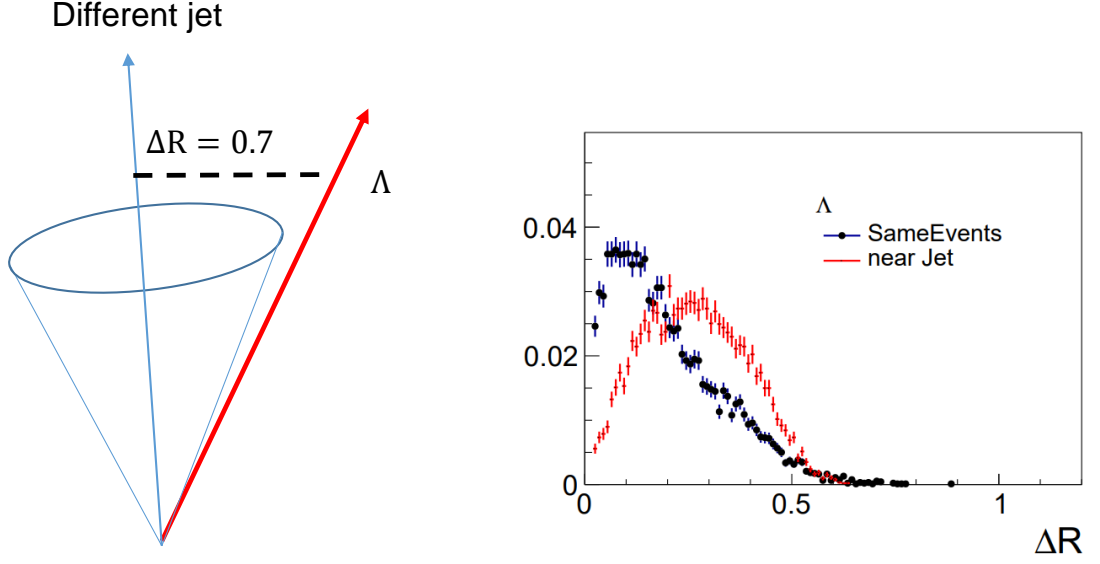 Different jet
ΔR = 0.7
Λ
Λ
SameEvents
near Jet
0.04
0.02
0
0
0.5
1
ΔR